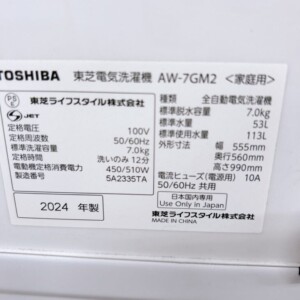 TOSHIBA 東芝電気洗濯機 AW-7GM2 <家庭用>
東芝ライフスタイル株式会社
JET
定格電圧 100V
定格周波数 50/60Hz
標準洗濯容量 7.0kg
標準洗い時間 洗いのみ 12分
電動機定格消費電力 450/510W
製造番号 5A2335TA
種類 全自動電気洗濯機
標準脱水容量 7.0kg
標準水量 53L
標準使用水量 113L
外形寸法 幅 555mm
奥行560mm
高さ990mm
電流ヒューズ(電源用) 10A
50/60Hz 共用
2024 年製
日本国内専用
Use Only in Japan
東芝ライフスタイル株式会社
MADE IN CHINA